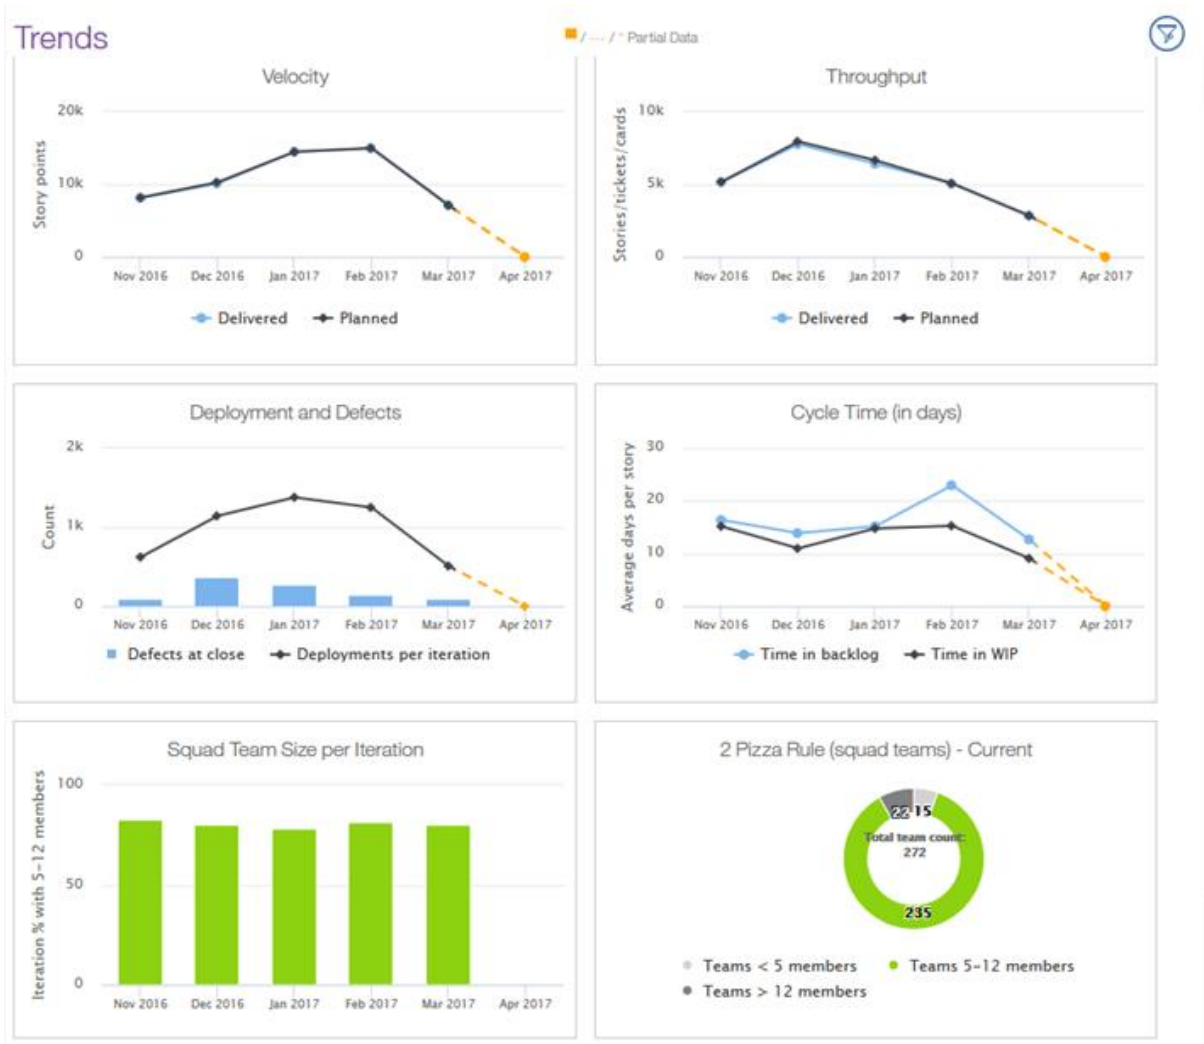 Trends
/ --- / * Partial Data
Velocity
Story points
20k
10k
0
Nov 2016 Dec 2016 Jan 2017 Feb 2017 Mar 2017 Apr 2017
Delivered Planned
Throughput
Stories/tickets/cards
10k
5k
0
Nov 2016 Dec 2016 Jan 2017 Feb 2017 Mar 2017 Apr 2017
Delivered Planned
Deployment and Defects
Count
2k
1k
0
Nov 2016 Dec 2016 Jan 2017 Feb 2017 Mar 2017 Apr 2017
Defects at close Deployments per iteration
Cycle Time (in days)
Average days per story
30
20
10
0
Nov 2016 Dec 2016 Jan 2017 Feb 2017 Mar 2017 Apr 2017
Time in backlog Time in WIP
Squad Team Size per Iteration
Iteration % with 5-12 members
100
50
0
Nov 2016 Dec 2016 Jan 2017 Feb 2017 Mar 2017 Apr 2017
2 Pizza Rule (squad teams) - Current
22 15
Total team count:
272
235
Teams < 5 members Teams 5-12 members
Teams > 12 members